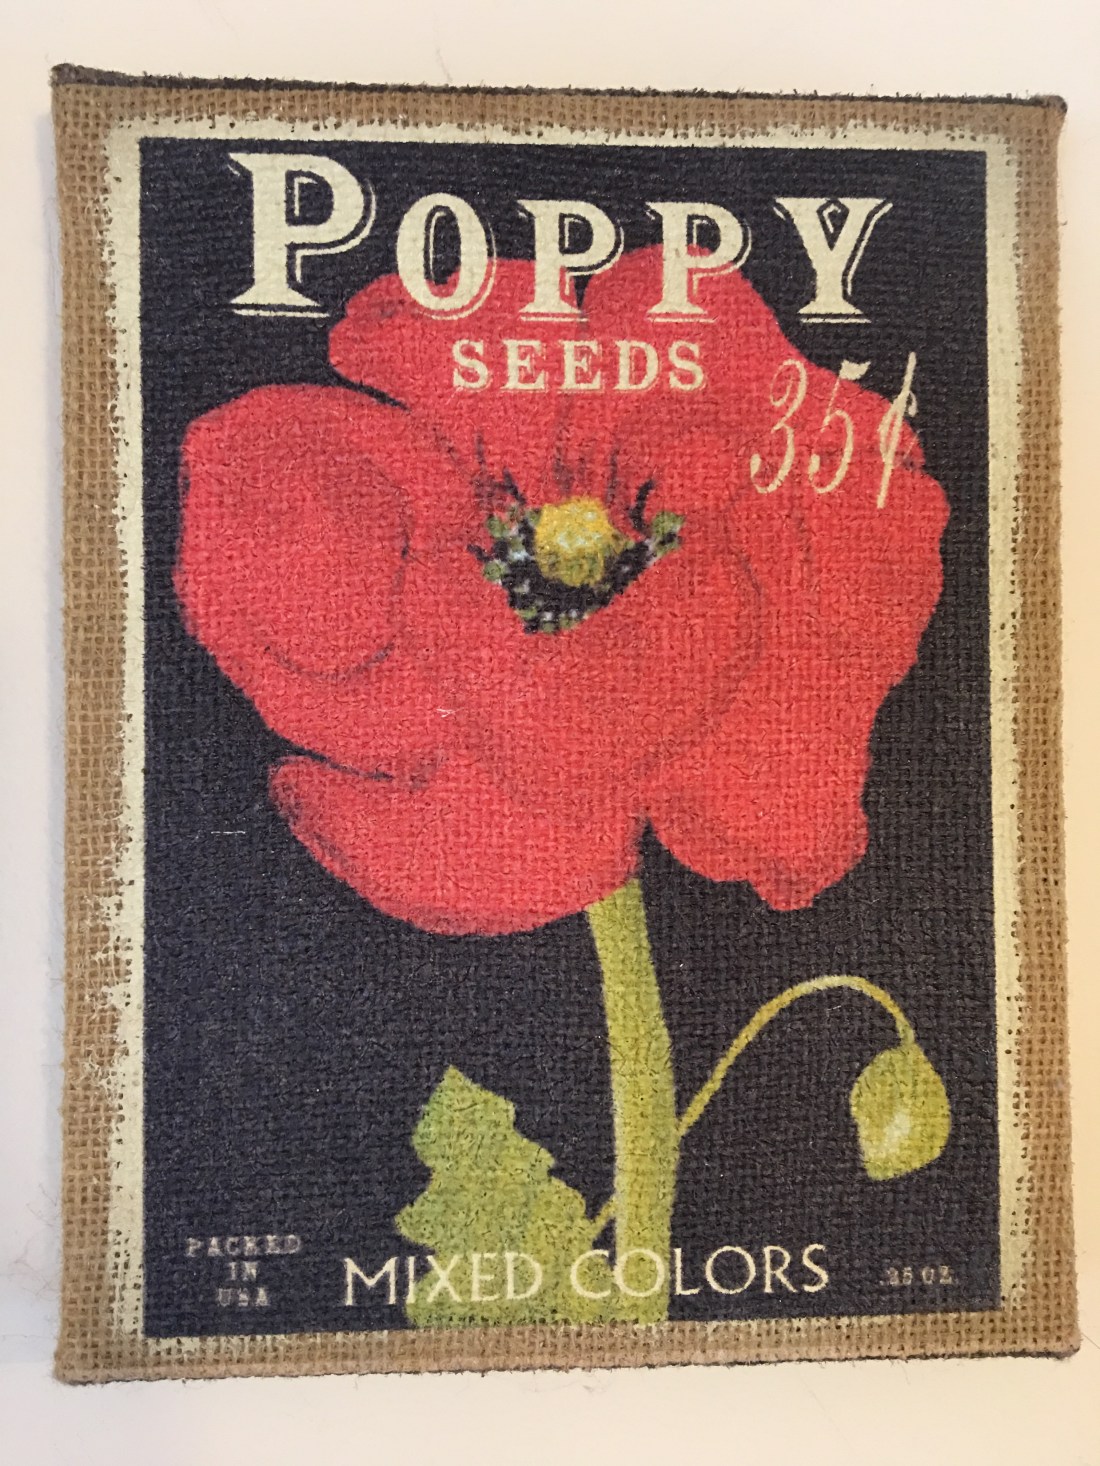 POPPY
SEEDS
35¢
PACKED
IN
USA
MIXED COLORS
.25 OZ.